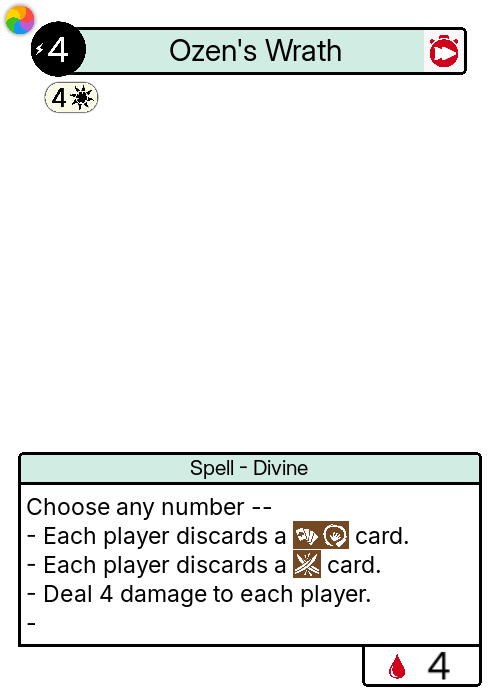 4
Ozen's Wrath
4
Spell - Divine
Choose any number --
- Each player discards a card.
- Each player discards a card.
- Deal 4 damage to each player.
-
4